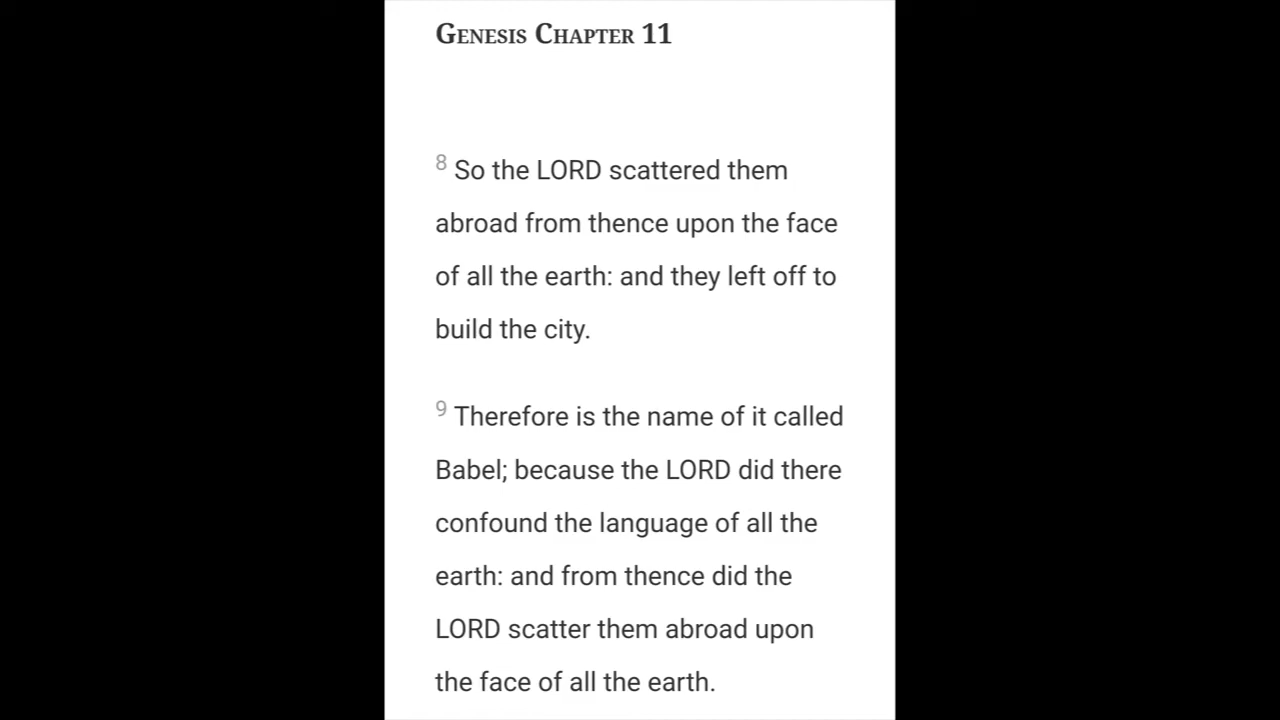 Genesis Chapter 11
8 So the LORD scattered them
abroad from thence upon the face
of all the earth: and they left off to
build the city.
9 Therefore is the name of it called
Babel; because the LORD did there
confound the language of all the
earth: and from thence did the
LORD scatter them abroad upon
the face of all the earth.